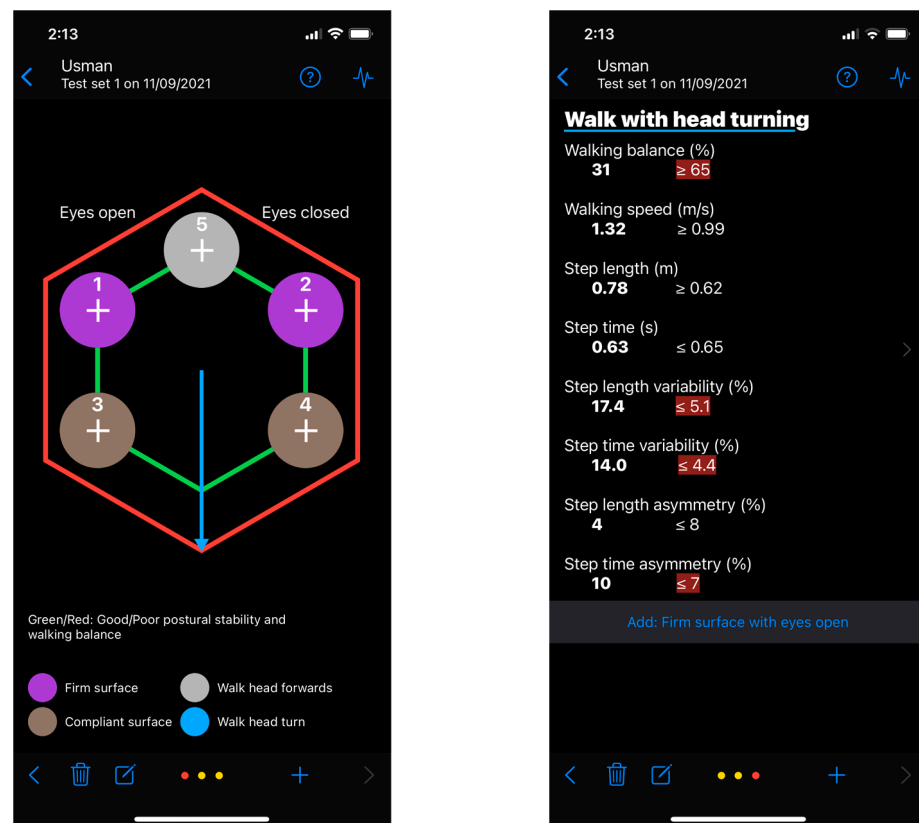 2:13
Usman
Test set 1 on 11/09/2021
?
Eyes open
Eyes closed
5
1
2
3
4
Green/Red: Good/Poor postural stability and
walking balance
Firm surface
Walk head forwards
Compliant surface
Walk head turn
2:13
Usman
Test set 1 on 11/09/2021
?
Walk with head turning
Walking balance (%)
31 ≥ 65
Walking speed (m/s)
1.32 ≥ 0.99
Step length (m)
0.78 ≥ 0.62
Step time (s)
0.63 ≤ 0.65
Step length variability (%)
17.4 ≤ 5.1
Step time variability (%)
14.0 ≤ 4.4
Step length asymmetry (%)
4 ≤ 8
Step time asymmetry (%)
10 ≤ 7
Add: Firm surface with eyes open